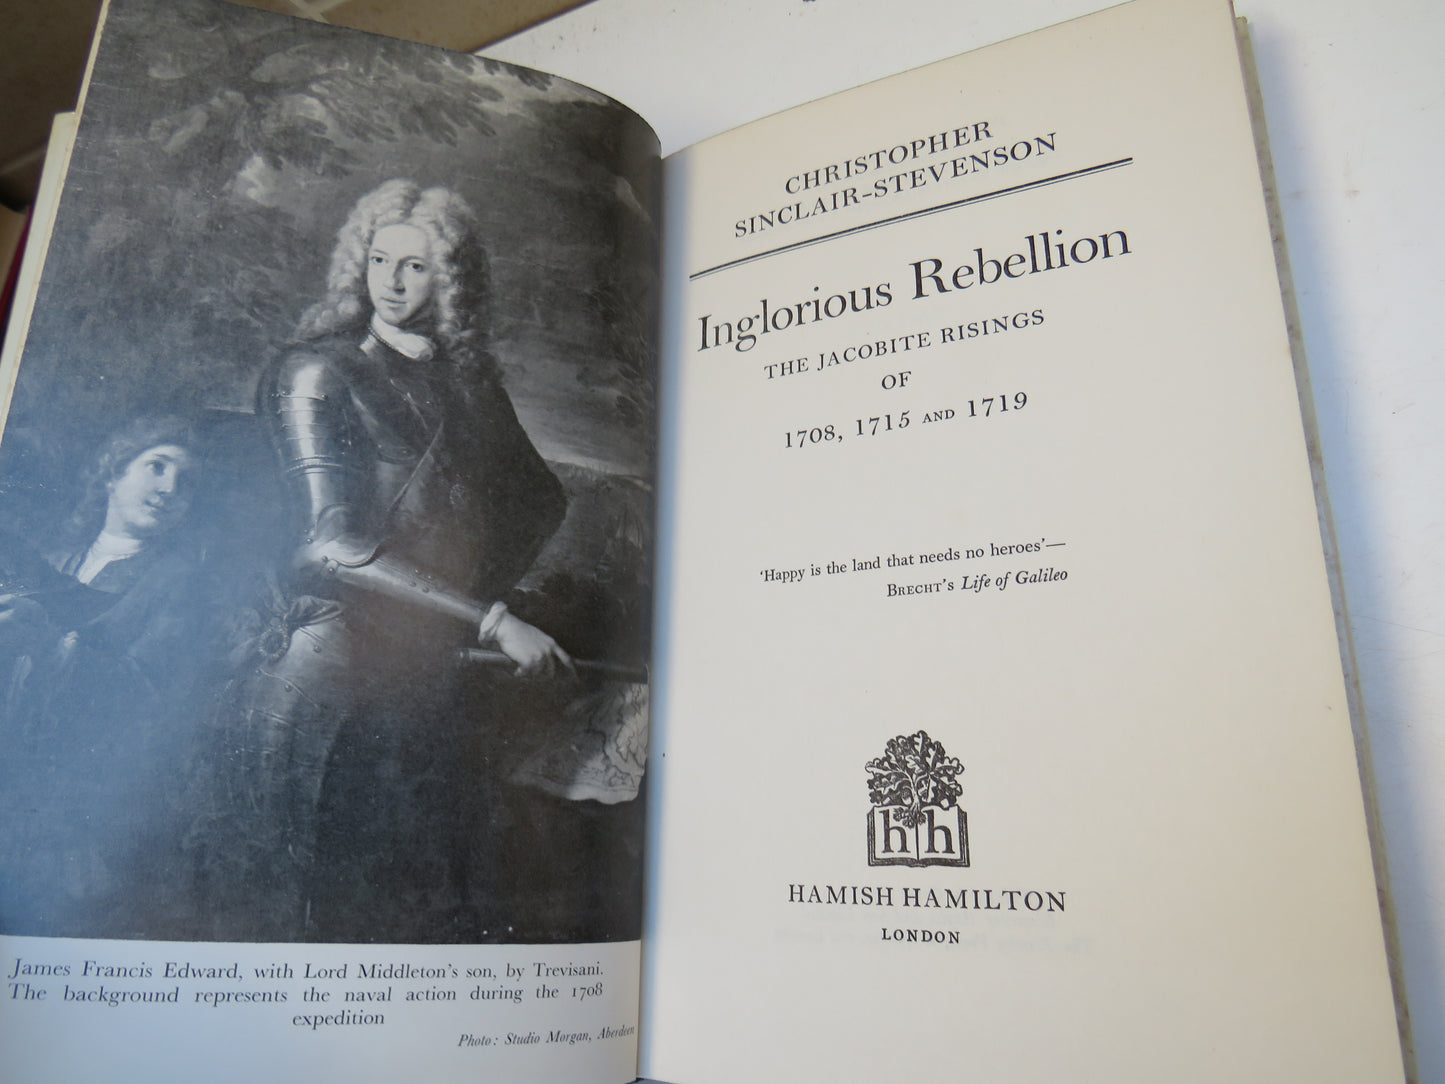 James Francis Edward, with Lord Middleton's son, by Trevisani.
The background represents the naval action during the 1708
expedition
Photo: Studio Morgan, Aberdeen
CHRISTOPHER
SINCLAIR-STEVENSON
Inglorious Rebellion
THE JACOBITE RISINGS
OF
1708, 1715 AND 1719
'Happy is the land that needs no heroes'—
BRECHT's Life of Galileo
h h
HAMISH HAMILTON
LONDON